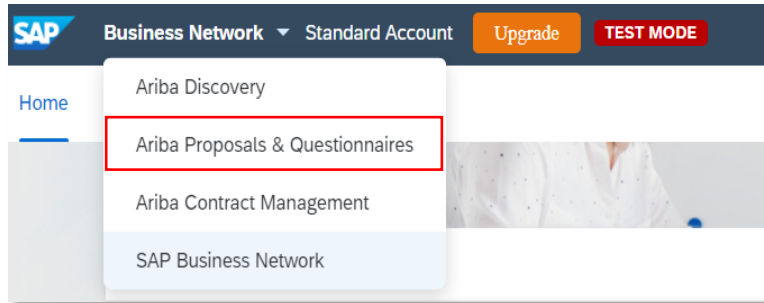 SAP Business Network Standard Account Upgrade TEST MODE
Home
Ariba Discovery
Ariba Proposals & Questionnaires
Ariba Contract Management
SAP Business Network